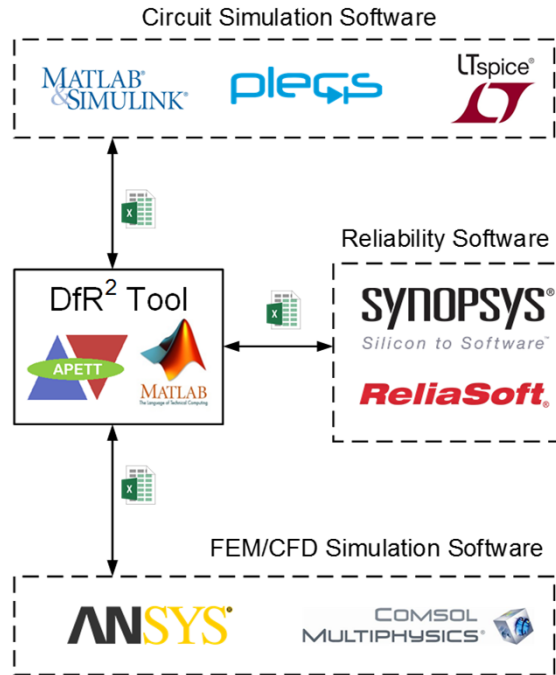 Circuit Simulation Software
MATLAB®
&SIMULINK®
plecs
LTspice®
X
Reliability Software
DfR² Tool
X
SYNOPSYS®
Silicon to Software™
APETT
MATLAB
The Language of Technical Computing
ReliaSoft®
X
FEM/CFD Simulation Software
ANSYS®
COMSOL
MULTIPHYSICS®